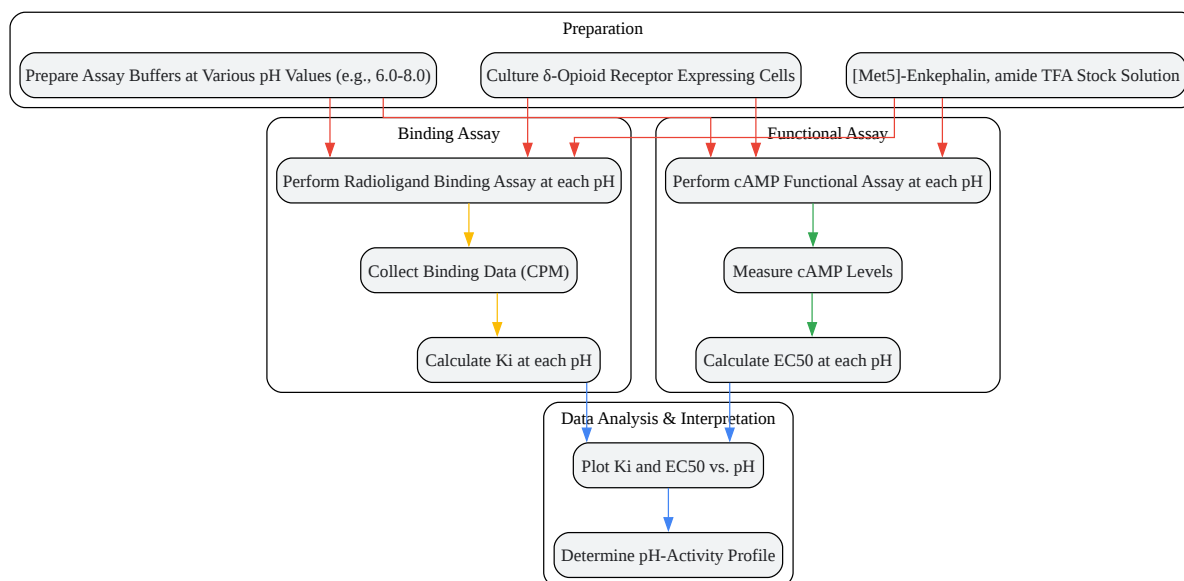 Preparation
Prepare Assay Buffers at Various pH Values (e.g., 6.0-8.0)
Culture δ-Opioid Receptor Expressing Cells
[Met5]-Enkephalin, amide TFA Stock Solution
Binding Assay
Functional Assay
Perform Radioligand Binding Assay at each pH
Perform cAMP Functional Assay at each pH
Collect Binding Data (CPM)
Measure cAMP Levels
Calculate Ki at each pH
Calculate EC50 at each pH
Data Analysis & Interpretation
Plot Ki and EC50 vs. pH
Determine pH-Activity Profile